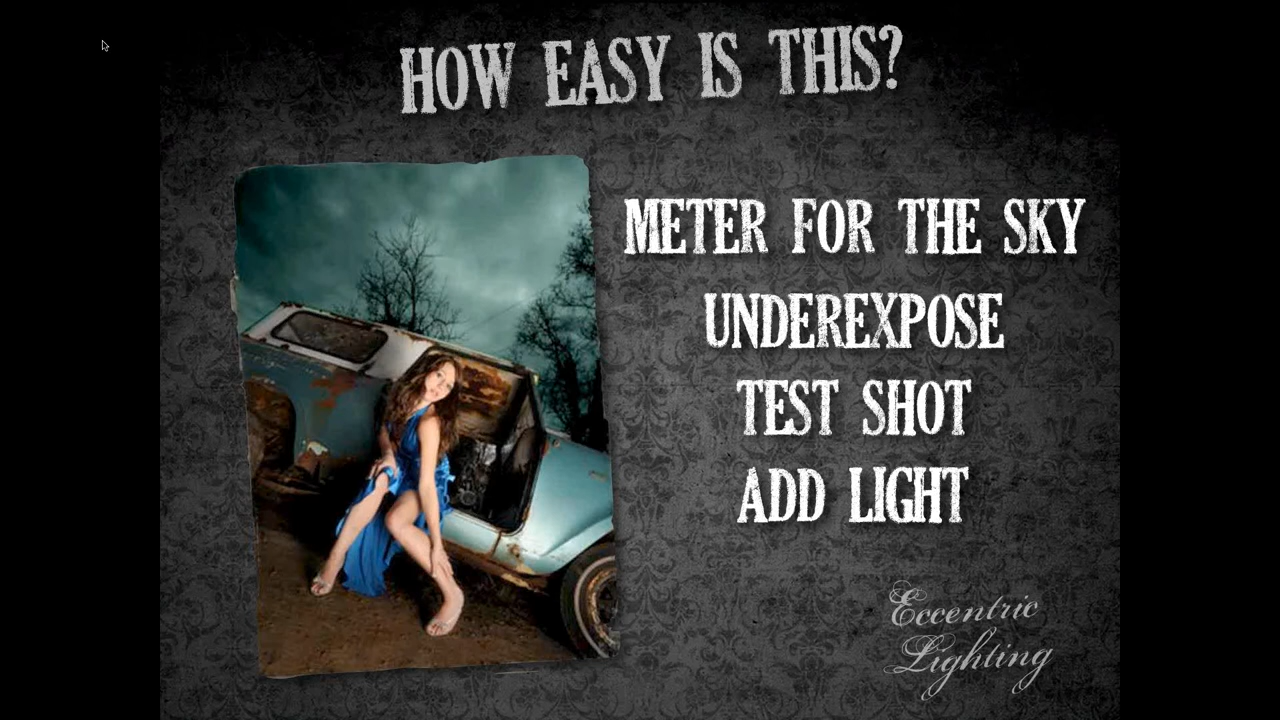 HOW EASY IS THIS?
METER FOR THE SKY
UNDEREXPOSE
TEST SHOT
ADD LIGHT
Eccentric
Lighting